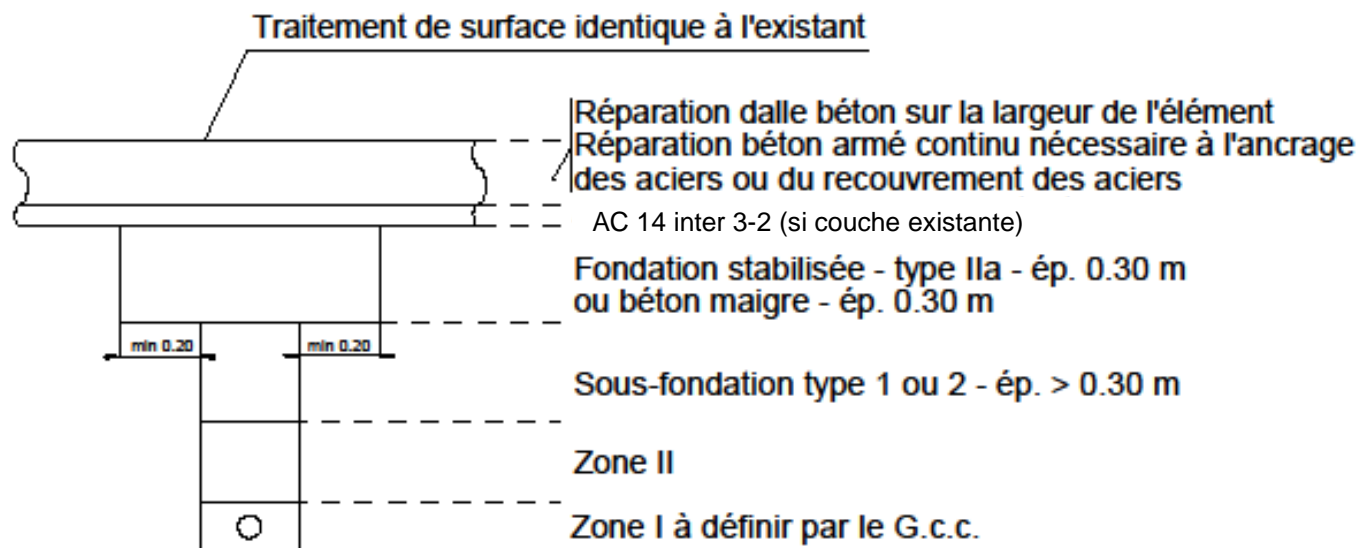 Traitement de surface identique à l'existant
Réparation dalle béton sur la largeur de l'élément
Réparation béton armé continu nécessaire à l'ancrage
des aciers ou du recouvrement des aciers
AC 14 inter 3-2 (si couche existante)
Fondation stabilisée - type IIa - ép. 0.30 m
ou béton maigre - ép. 0.30 m
min 0.20 min 0.20
Sous-fondation type 1 ou 2 - ép. > 0.30 m
Zone II
Zone I à définir par le G.c.c.